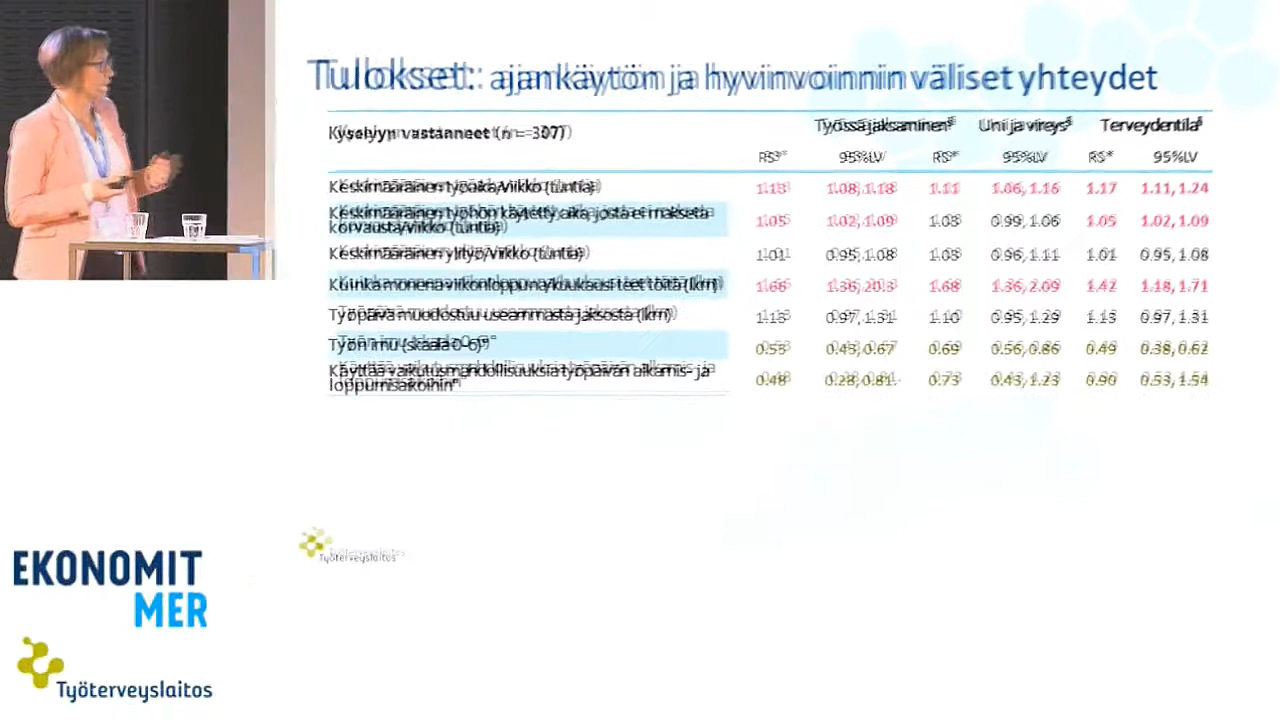 Tulokset: ajankäytön ja hyvinvoinnin väliset yhteydet
Kyselyyn vastanneet (n = 307) Työssä jaksaminen§ Uni ja vireys§ Terveydentila§
RS* 95%LV RS* 95%LV RS* 95%LV
Keskimääräinen työaika/viikko (tuntia) 1.13 1.08, 1.18 1.11 1.06, 1.16 1.17 1.11, 1.24
Keskimääräinen työhön käytetty aika, josta ei makseta
korvausta/viikko (tuntia) 1.05 1.02, 1.09 1.03 0.99, 1.06 1.05 1.02, 1.09
Keskimääräinen ylityö/viikko (tuntia) 1.01 0.95, 1.08 1.03 0.96, 1.11 1.01 0.95, 1.08
Kuinka monena viikonloppuna/kuukausi teet töitä (lkm) 1.36, 1.68 1.36, 2.09 1.42 1.18, 1.71
Työpäivä muodostuu useammasta jaksosta (lkm) 1.13 0.97, 1.31 1.10 0.95, 1.29 1.13 0.97, 1.31
Työn imu (skaala 0-6) 0.53 0.43, 0.67 0.69 0.56, 0.86 0.49 0.38, 0.62
Käyttää vaikutusmahdollisuuksia työpäivän alkamis- ja
loppumisaikoihin 0.48 0.28, 0.81 0.73 0.43, 1.23 0.90 0.53, 1.54
Työterveyslaitos
EKONOMIT
MER
Työterveyslaitos